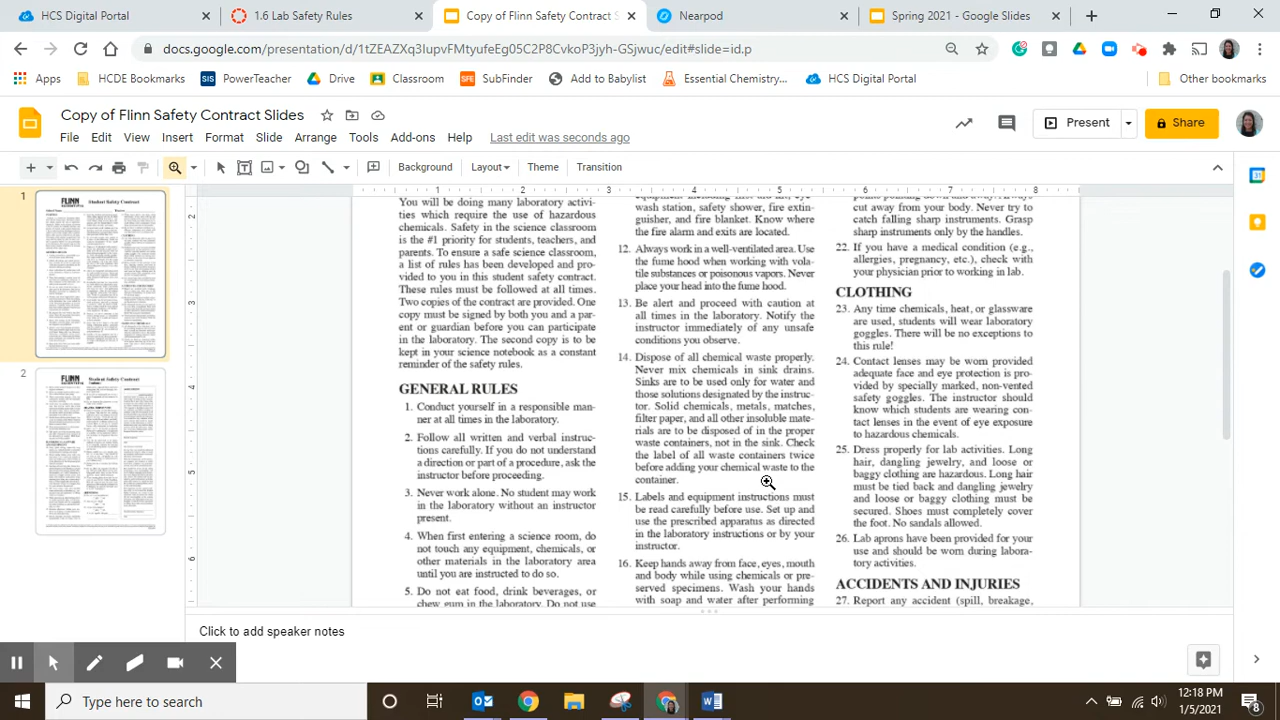 HCS Digital Portal
1.6 Lab Safety Rules
Copy of Flinn Safety Contract S
Nearpod
Spring 2021 - Google Slides
docs.google.com/presentation/d/1tZEAZXq3IupvFMtyufeEg05C2P8CvkoP3jyh-GSjwuc/edit#slide=id.p
Apps
HCDE Bookmarks
SIS
PowerTeacher
Drive
Classroom
SFE
SubFinder
Add to Babylist
Essential Chemistry...
HCS Digital Portal
Other bookmarks
Copy of Flinn Safety Contract Slides
Present
Share
File Edit View Insert Format Slide Arrange Tools Add-ons Help Last edit was seconds ago
Background Layout Theme Transition
1 2 3 4 5 6 7 8
1
FLINN Student Safety Contract
2
FLINN Student Safety Contract
You will be doing many laboratory activi-
ties which require the use of hazardous
chemicals. Safety in the science classroom
is the #1 priority for students, teachers, and
parents. To ensure a safe science classroom,
a list of rules has been developed and pro-
vided to you in this student safety contract.
These rules must be followed at all times.
Two copies of the contract are provided. One
copy must be signed by both you and a par-
ent or guardian before you can participate
in the laboratory. The second copy is to be
kept in your science notebook as a constant
reminder of the safety rules.
GENERAL RULES
1. Conduct yourself in a responsible man-
ner at all times in the laboratory.
2. Follow all written and verbal instruc-
tions carefully. If you do not understand
a direction or part of a procedure, ask the
instructor before proceeding.
3. Never work alone. No student may work
in the laboratory without an instructor
present.
4. When first entering a science room, do
not touch any equipment, chemicals, or
other materials in the laboratory area
until you are instructed to do so.
5. Do not eat food, drink beverages, or
chew gum in the laboratory. Do not use
wash station, safety shower, fire extin-
guisher, and fire blanket. Know where
the fire alarm and exits are located.
12. Always work in a well-ventilated area. Use
the fume hood when working with vola-
tile substances or poisonous vapors. Never
place your head into the fume hood.
13. Be alert and proceed with caution at
all times in the laboratory. Notify the
instructor immediately of any unsafe
conditions you observe.
14. Dispose of all chemical waste properly.
Never mix chemicals in sink drains.
Sinks are to be used only for water and
those solutions designated by the instruc-
tor. Solid chemicals, metals, matches,
filter paper, and all other insoluble mate-
rials are to be disposed of in the proper
waste containers, not in the sink. Check
the label of all waste containers twice
before adding your chemical waste to the
container.
15. Labels and equipment instructions must
be read carefully before use. Set up and
use the prescribed apparatus as directed
in the laboratory instructions or by your
instructor.
16. Keep hands away from face, eyes, mouth
and body while using chemicals or pre-
served specimens. Wash your hands
with soap and water after performing
cut away from your body. Never try to
catch falling sharp instruments. Grasp
sharp instruments only by the handles.
22. If you have a medical condition (e.g.,
allergies, pregnancy, etc.), check with
your physician prior to working in lab.
CLOTHING
23. Any time chemicals, heat, or glassware
are used, students will wear laboratory
goggles. There will be no exceptions to
this rule!
24. Contact lenses may be worn provided
adequate face and eye protection is pro-
vided by specially marked, non-vented
safety goggles. The instructor should
know which students are wearing con-
tact lenses in the event of eye exposure
to hazardous chemicals.
25. Dress properly for lab activities. Long
hair, dangling jewelry, and loose or
baggy clothing are hazardous. Long hair
must be tied back and dangling jewelry
and loose or baggy clothing must be
secured. Shoes must completely cover
the foot. No sandals allowed.
26. Lab aprons have been provided for your
use and should be worn during labora-
tory activities.
ACCIDENTS AND INJURIES
27. Report any accident (spill, breakage,
Click to add speaker notes
Type here to search
12:18 PM
1/5/2021
8